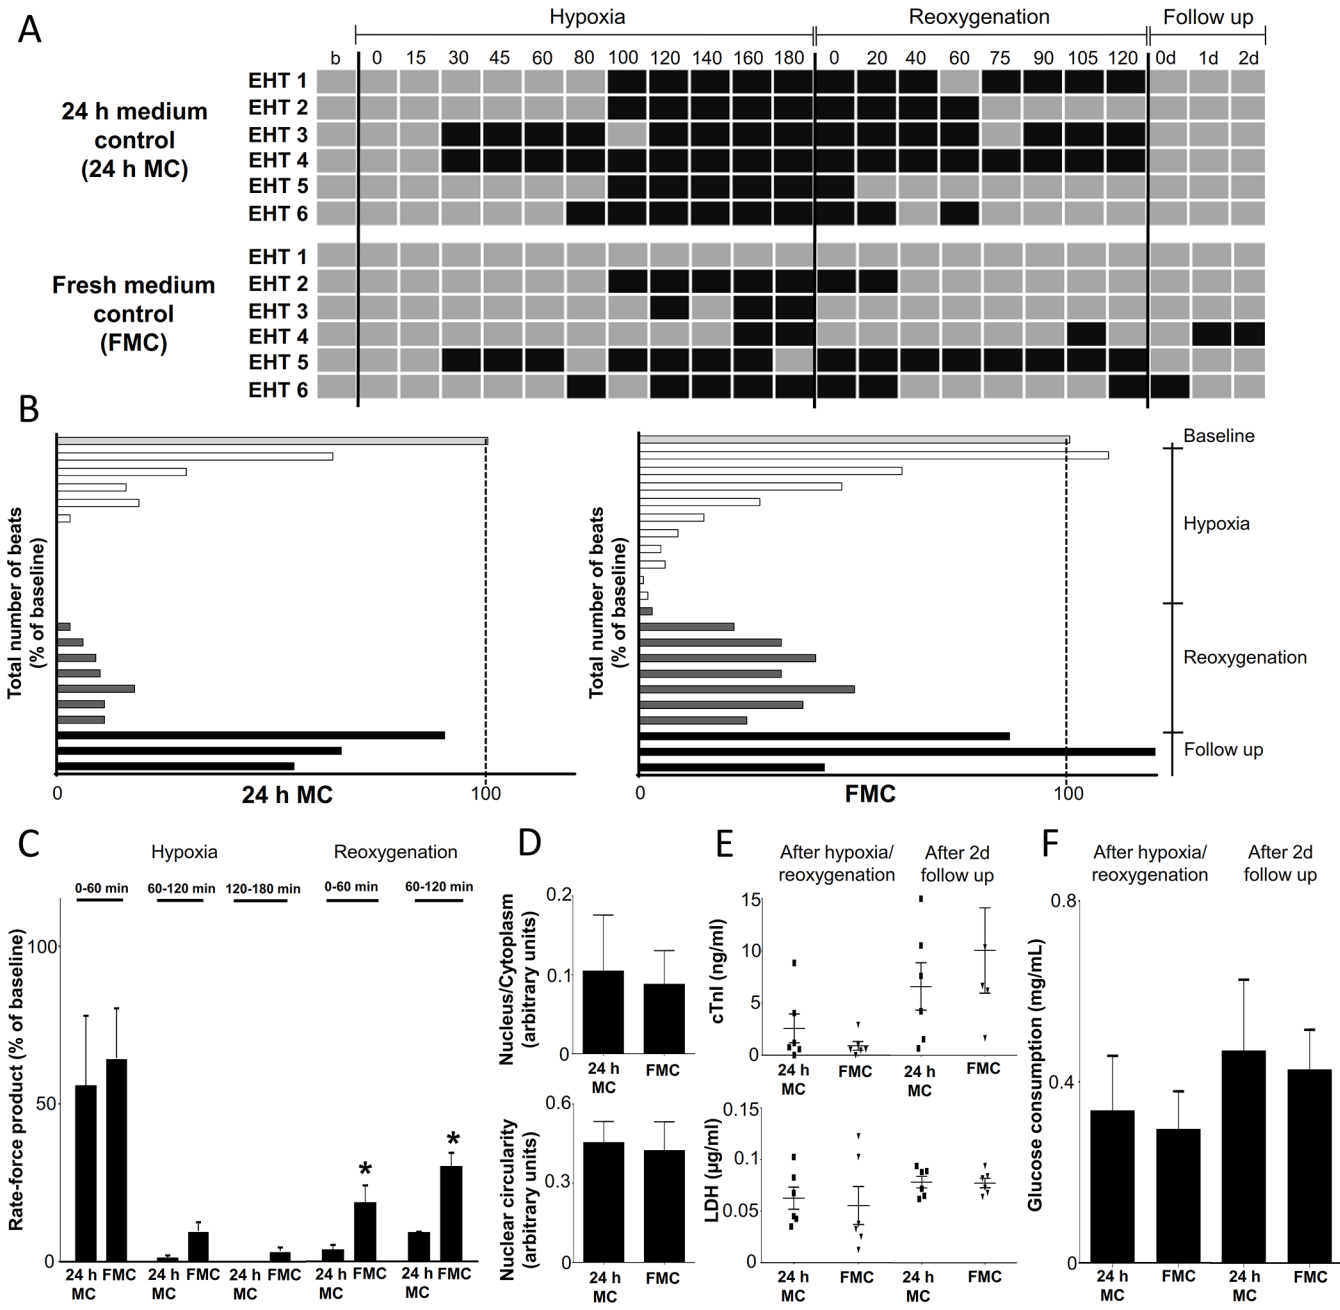 A
Hypoxia Reoxygenation Follow up
b 0 15 30 45 60 80 100 120 140 160 180 0 20 40 60 75 90 105 120 0d 1d 2d
24 h medium
control
(24 h MC)
EHT 1
EHT 2
EHT 3
EHT 4
EHT 5
EHT 6
Fresh medium
control
(FMC)
EHT 1
EHT 2
EHT 3
EHT 4
EHT 5
EHT 6
B
Total number of beats
(% of baseline)
0 24 h MC 100
Total number of beats
(% of baseline)
0 FMC 100
Baseline
Hypoxia
Reoxygenation
Follow up
C
Hypoxia Reoxygenation
0-60 min 60-120 min 120-180 min 0-60 min 60-120 min
Rate-force product (% of baseline)
100
50
0
* *
24 h
MC
FMC
24 h
MC
FMC
24 h
MC
FMC
24 h
MC
FMC
24 h
MC
FMC
D
Nucleus/Cytoplasm
(arbitrary units)
0.2
0.1
0
24 h
MC
FMC
Nuclear circularity
(arbitrary units)
0.6
0.3
0
24 h
MC
FMC
E
After hypoxia/
reoxygenation
After 2d
follow up
cTnI (ng/ml)
15
10
5
0
24 h
MC
FMC
24 h
MC
FMC
LDH (µg/ml)
0.15
0.1
0.05
0
24 h
MC
FMC
24 h
MC
FMC
F
After hypoxia/
reoxygenation
After 2d
follow up
Glucose consumption (mg/mL)
0.8
0.4
0
24 h
MC
FMC
24 h
MC
FMC